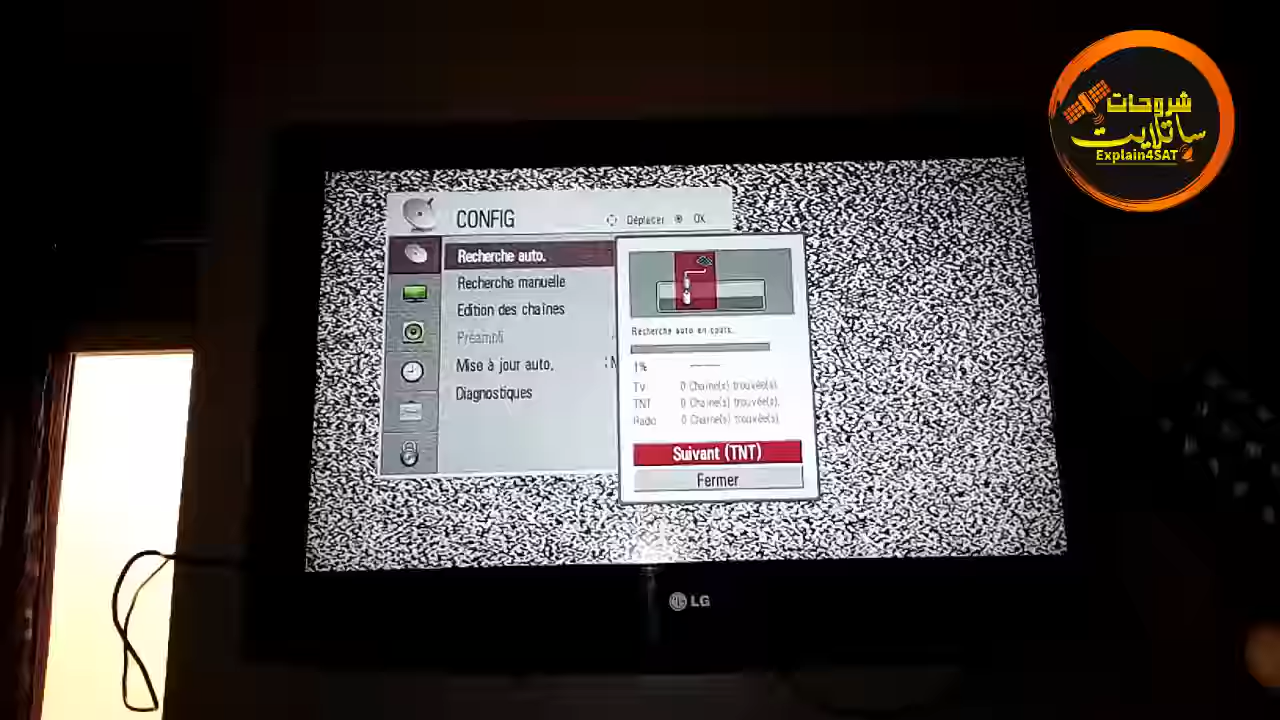 شروحات
ساتلايت
Explain4SAT
CONFIG
Déplacer
OK
Recherche auto.
Recherche manuelle
Edition des chaînes
Préampli
Mise à jour auto.
: N
Diagnostiques
Recherche auto en cours.
1%
TV 0 Chaîne(s) trouvée(s).
TNT 0 Chaîne(s) trouvée(s).
Radio 0 Chaîne(s) trouvée(s).
Suivant (TNT)
Fermer
LG